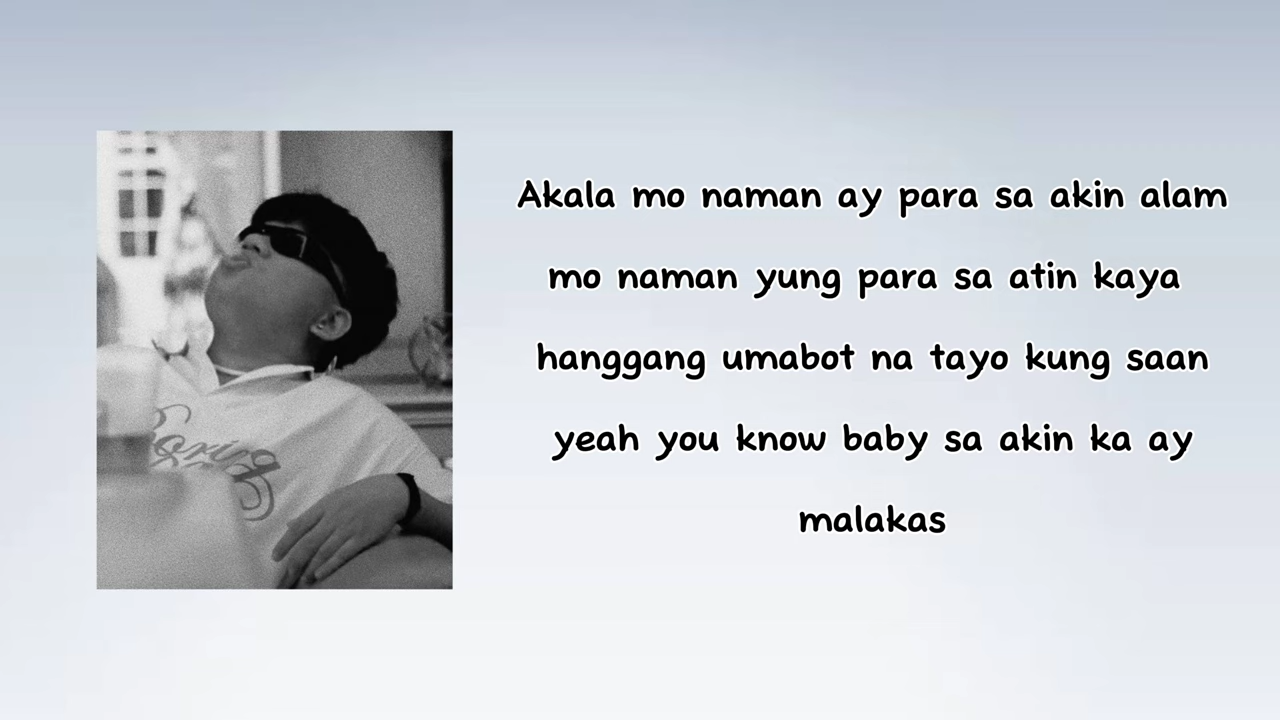 Akala mo naman ay para sa akin alam
mo naman yung para sa atin kaya
hanggang umabot na tayo kung saan
yeah you know baby sa akin ka ay
malakas